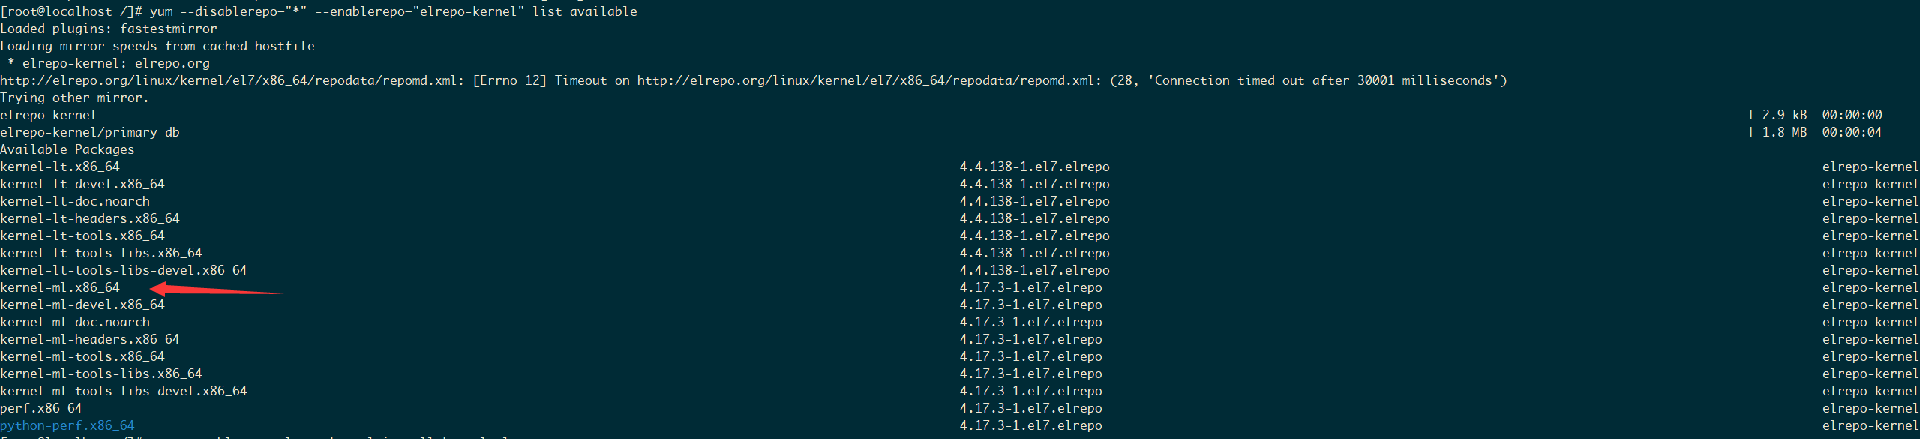 [root@localhost /]# yum --disablerepo="*" --enablerepo="elrepo-kernel" list available
Loaded plugins: fastestmirror
Loading mirror speeds from cached hostfile
 * elrepo-kernel: elrepo.org
http://elrepo.org/linux/kernel/el7/x86_64/repodata/repomd.xml: [Errno 12] Timeout on http://elrepo.org/linux/kernel/el7/x86_64/repodata/repomd.xml: (28, 'Connection timed out after 30001 milliseconds')
Trying other mirror.
elrepo-kernel | 2.9 kB 00:00:00
elrepo-kernel/primary_db | 1.8 MB 00:00:04
Available Packages
kernel-lt.x86_64 4.4.138-1.el7.elrepo elrepo-kernel
kernel-lt-devel.x86_64 4.4.138-1.el7.elrepo elrepo-kernel
kernel-lt-doc.noarch 4.4.138-1.el7.elrepo elrepo-kernel
kernel-lt-headers.x86_64 4.4.138-1.el7.elrepo elrepo-kernel
kernel-lt-tools.x86_64 4.4.138-1.el7.elrepo elrepo-kernel
kernel-lt-tools-libs.x86_64 4.4.138-1.el7.elrepo elrepo-kernel
kernel-lt-tools-libs-devel.x86_64 4.4.138-1.el7.elrepo elrepo-kernel
kernel-ml.x86_64 4.17.3-1.el7.elrepo elrepo-kernel
kernel-ml-devel.x86_64 4.17.3-1.el7.elrepo elrepo-kernel
kernel-ml-doc.noarch 4.17.3-1.el7.elrepo elrepo-kernel
kernel-ml-headers.x86_64 4.17.3-1.el7.elrepo elrepo-kernel
kernel-ml-tools.x86_64 4.17.3-1.el7.elrepo elrepo-kernel
kernel-ml-tools-libs.x86_64 4.17.3-1.el7.elrepo elrepo-kernel
kernel-ml-tools-libs-devel.x86_64 4.17.3-1.el7.elrepo elrepo-kernel
perf.x86_64 4.17.3-1.el7.elrepo elrepo-kernel
python-perf.x86_64 4.17.3-1.el7.elrepo elrepo-kernel